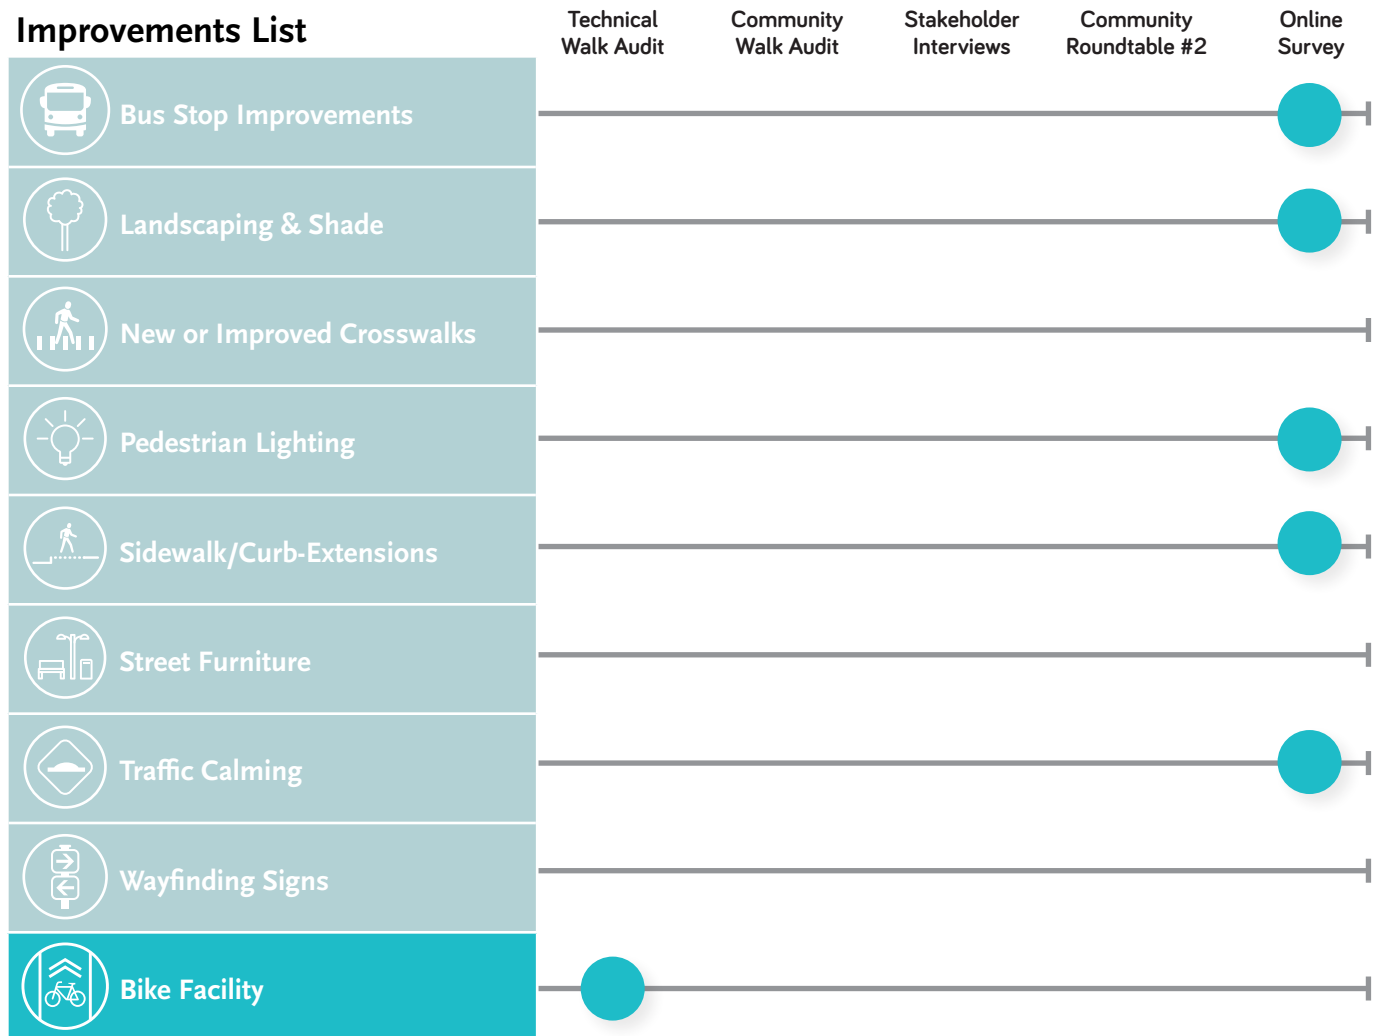 Improvements List
Technical
Walk Audit
Community
Walk Audit
Stakeholder
Interviews
Community
Roundtable #2
Online
Survey
Bus Stop Improvements
Landscaping & Shade
New or Improved Crosswalks
Pedestrian Lighting
Sidewalk/Curb-Extensions
Street Furniture
Traffic Calming
Wayfinding Signs
Bike Facility